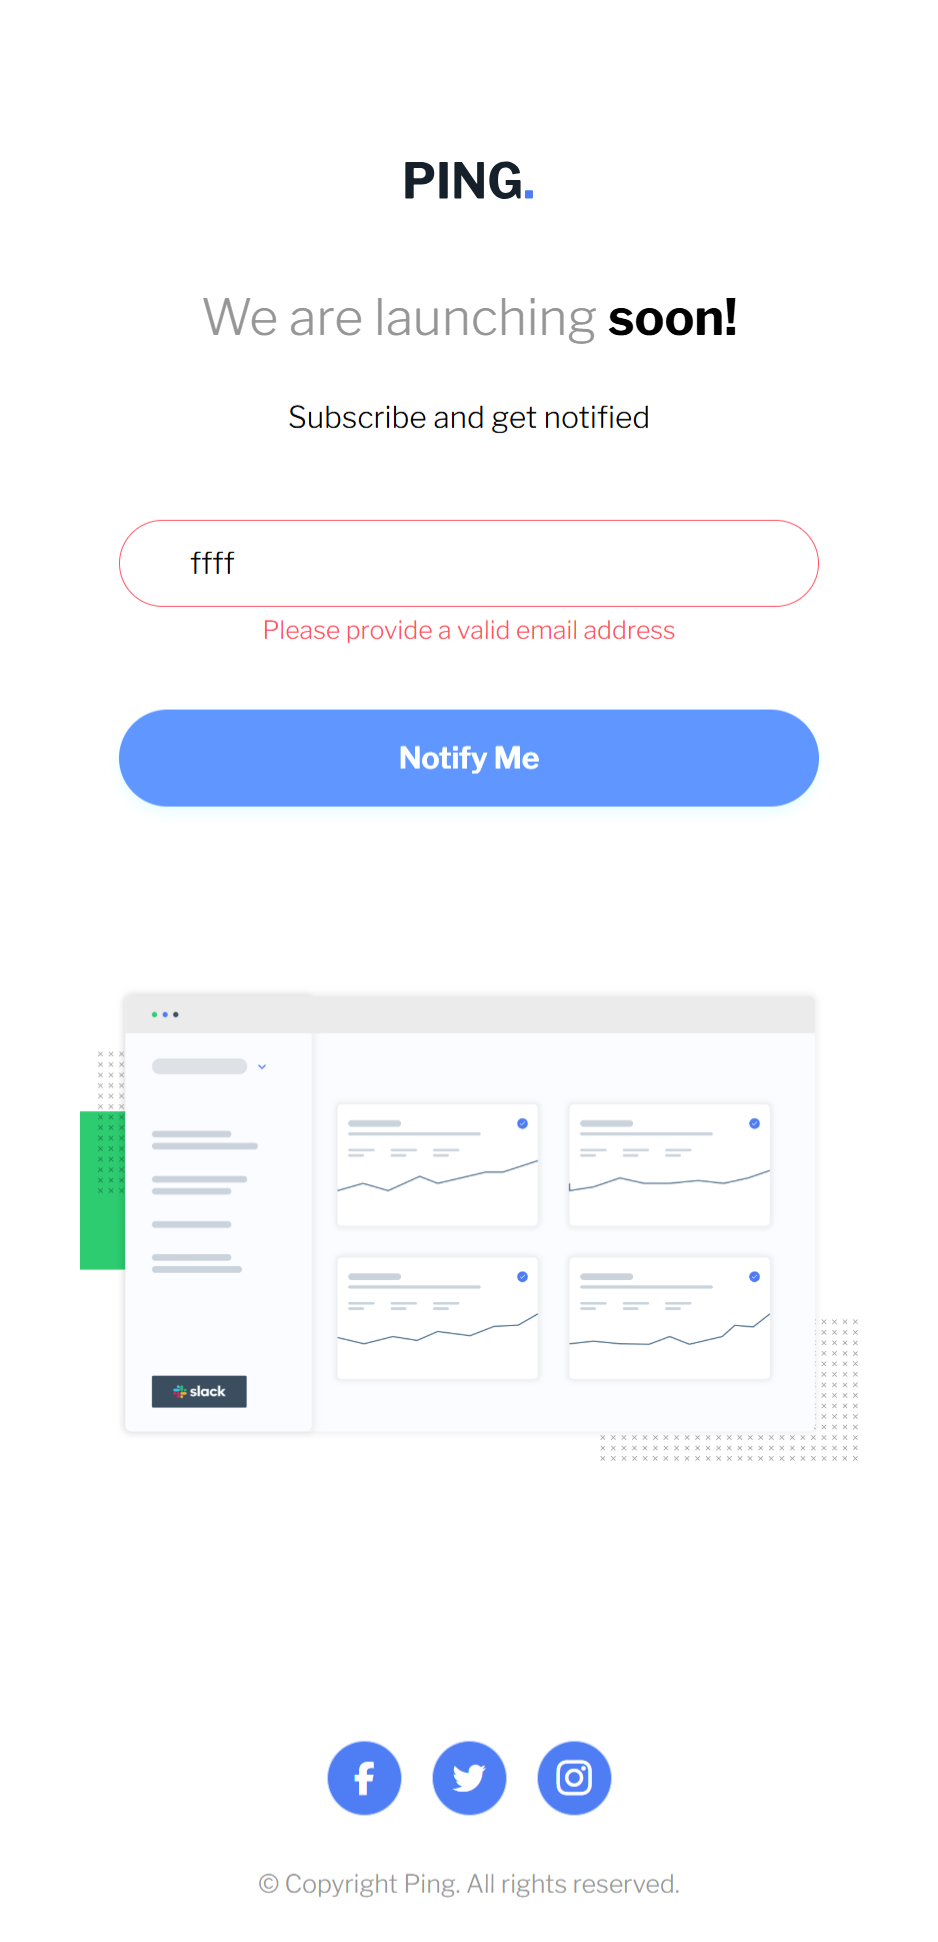 PING.
We are launching soon!
Subscribe and get notified
ffff
Please provide a valid email address
Notify Me
slack
© Copyright Ping. All rights reserved.